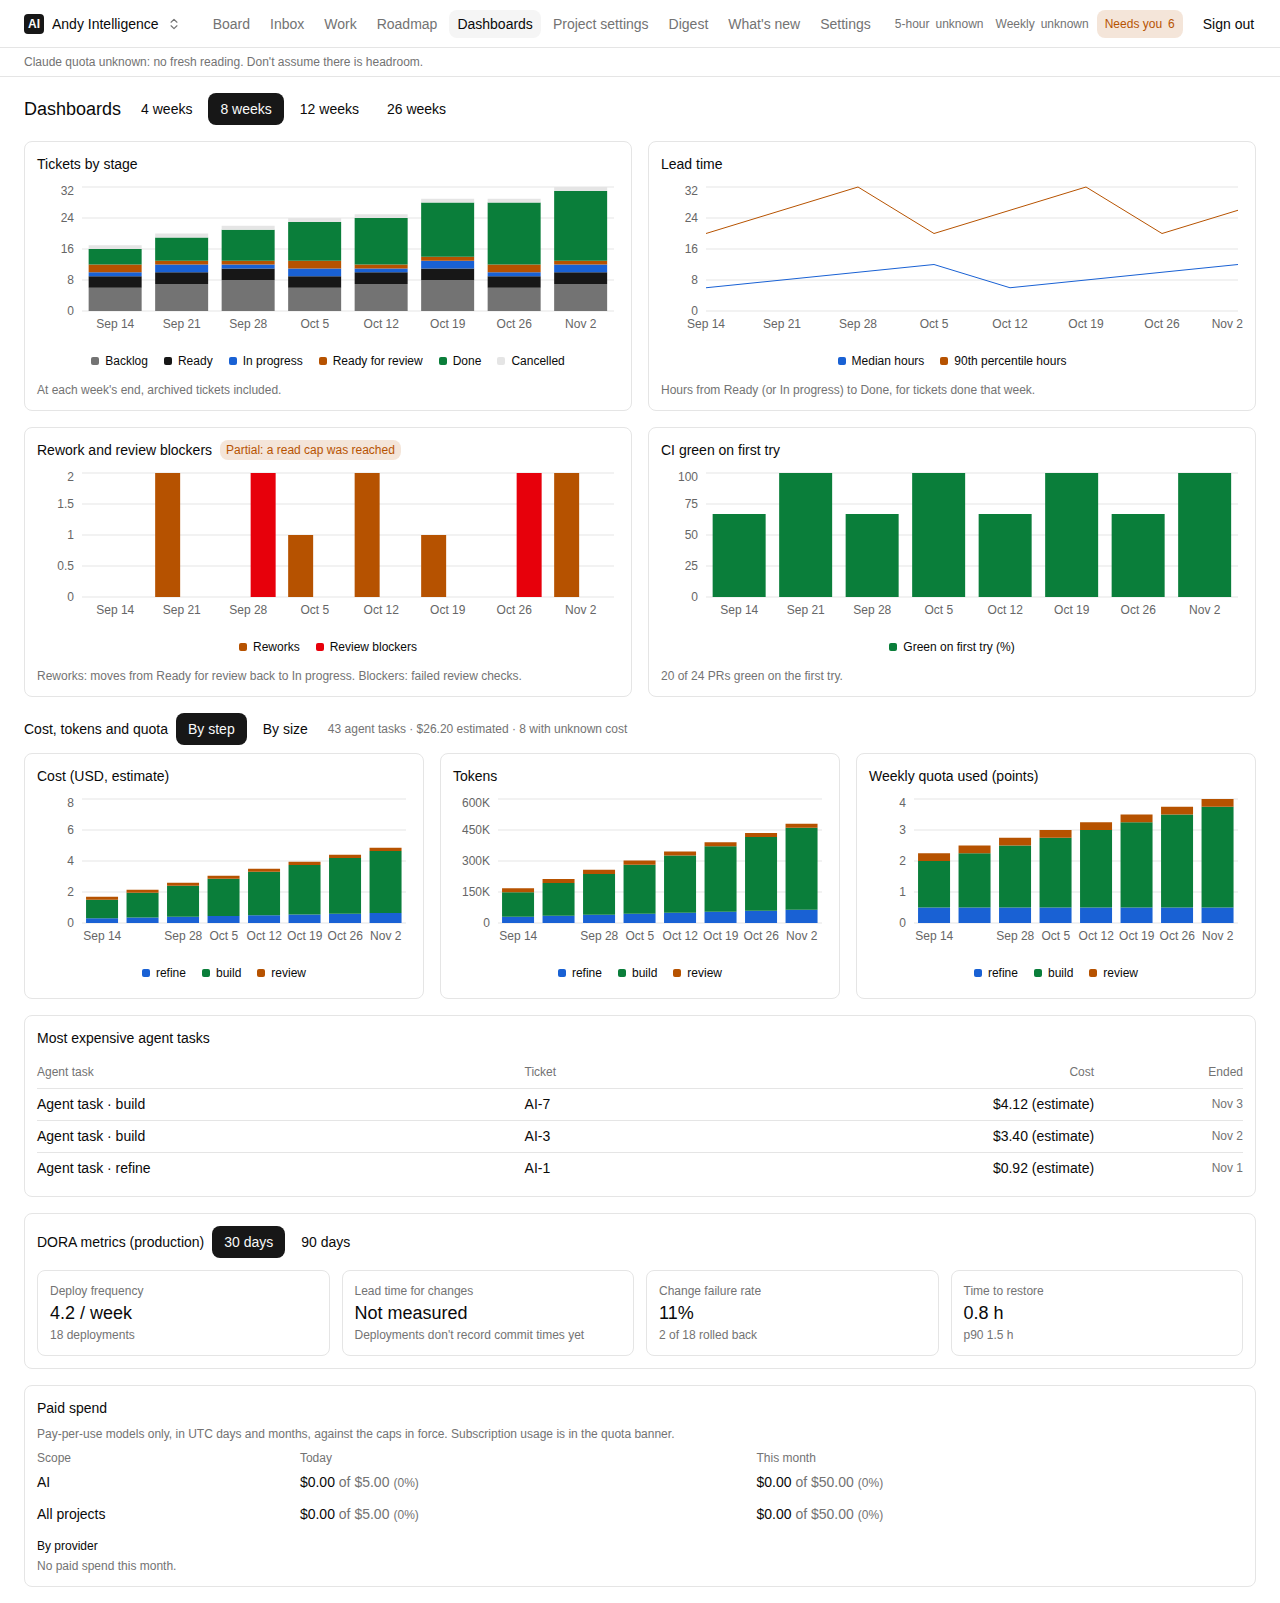 AI Andy Intelligence Board Inbox Work Roadmap Dashboards Project settings Digest What's new Settings 5-hour unknown Weekly unknown Needs you 6 Sign out
Claude quota unknown: no fresh reading. Don't assume there is headroom.
Dashboards 4 weeks 8 weeks 12 weeks 26 weeks
Tickets by stage
32
24
16
8
0
Sep 14 Sep 21 Sep 28 Oct 5 Oct 12 Oct 19 Oct 26 Nov 2
Backlog Ready In progress Ready for review Done Cancelled
At each week's end, archived tickets included.
Lead time
32
24
16
8
0
Sep 14 Sep 21 Sep 28 Oct 5 Oct 12 Oct 19 Oct 26 Nov 2
Median hours 90th percentile hours
Hours from Ready (or In progress) to Done, for tickets done that week.
Rework and review blockers Partial: a read cap was reached
2
1.5
1
0.5
0
Sep 14 Sep 21 Sep 28 Oct 5 Oct 12 Oct 19 Oct 26 Nov 2
Reworks Review blockers
Reworks: moves from Ready for review back to In progress. Blockers: failed review checks.
CI green on first try
100
75
50
25
0
Sep 14 Sep 21 Sep 28 Oct 5 Oct 12 Oct 19 Oct 26 Nov 2
Green on first try (%)
20 of 24 PRs green on the first try.
Cost, tokens and quota By step By size 43 agent tasks · $26.20 estimated · 8 with unknown cost
Cost (USD, estimate)
8
6
4
2
0
Sep 14 Sep 28 Oct 5 Oct 12 Oct 19 Oct 26 Nov 2
refine build review
Tokens
600K
450K
300K
150K
0
Sep 14 Sep 28 Oct 5 Oct 12 Oct 19 Oct 26 Nov 2
refine build review
Weekly quota used (points)
4
3
2
1
0
Sep 14 Sep 28 Oct 5 Oct 12 Oct 19 Oct 26 Nov 2
refine build review
Most expensive agent tasks
Agent task Ticket Cost Ended
Agent task · build AI-7 $4.12 (estimate) Nov 3
Agent task · build AI-3 $3.40 (estimate) Nov 2
Agent task · refine AI-1 $0.92 (estimate) Nov 1
DORA metrics (production) 30 days 90 days
Deploy frequency
4.2 / week
18 deployments
Lead time for changes
Not measured
Deployments don't record commit times yet
Change failure rate
11%
2 of 18 rolled back
Time to restore
0.8 h
p90 1.5 h
Paid spend
Pay-per-use models only, in UTC days and months, against the caps in force. Subscription usage is in the quota banner.
Scope Today This month
AI $0.00 of $5.00 (0%) $0.00 of $50.00 (0%)
All projects $0.00 of $5.00 (0%) $0.00 of $50.00 (0%)
By provider
No paid spend this month.